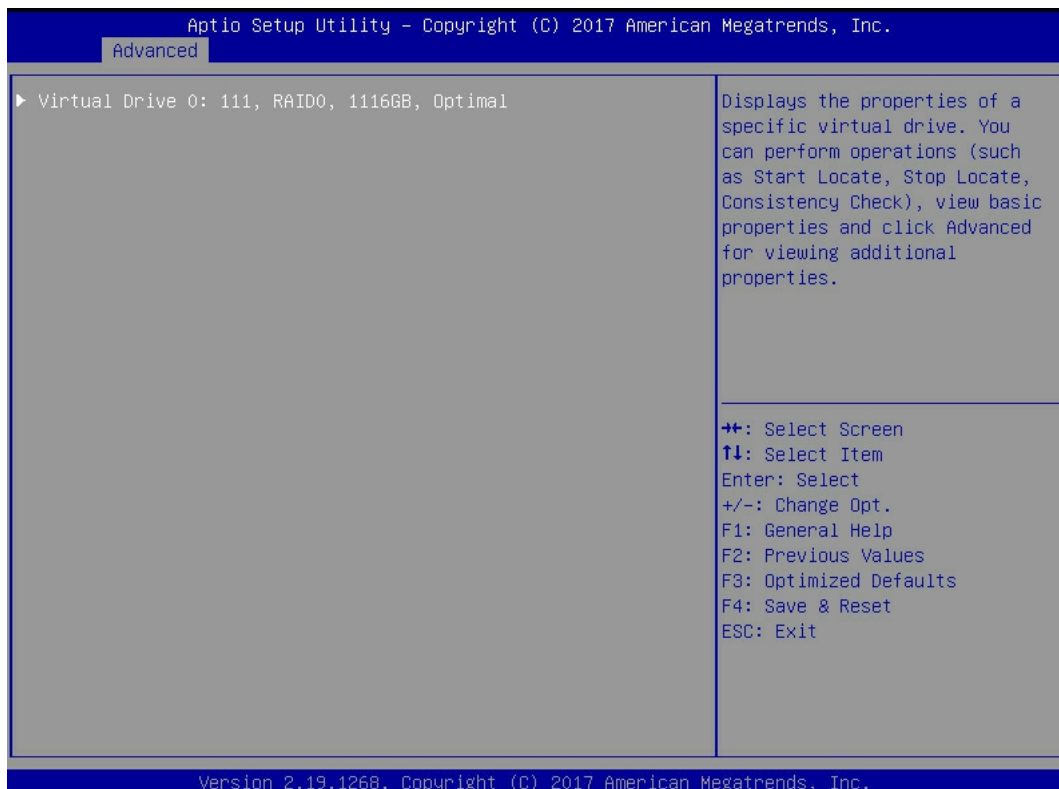 Aptio Setup Utility – Copyright (C) 2017 American Megatrends, Inc.
Advanced
▶ Virtual Drive 0: 111, RAID0, 1116GB, Optimal
Displays the properties of a
specific virtual drive. You
can perform operations (such
as Start Locate, Stop Locate,
Consistency Check), view basic
properties and click Advanced
for viewing additional
properties.
→←: Select Screen
↑↓: Select Item
Enter: Select
+/-: Change Opt.
F1: General Help
F2: Previous Values
F3: Optimized Defaults
F4: Save & Reset
ESC: Exit
Version 2.19.1268. Copyright (C) 2017 American Megatrends, Inc.